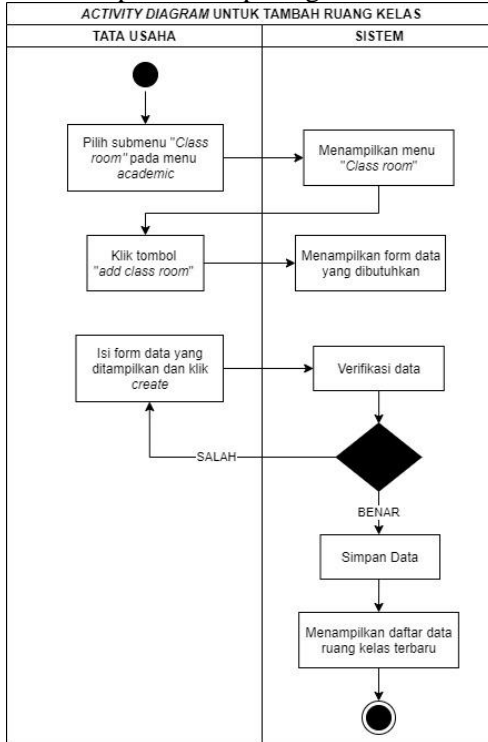 ACTIVITY DIAGRAM UNTUK TAMBAH RUANG KELAS
TATA USAHA
SISTEM
Pilih submenu "Class
room" pada menu
academic
Menampilkan menu
"Class room"
Klik tombol
"add class room"
Menampilkan form data
yang dibutuhkan
Isi form data yang
ditampilkan dan klik
create
Verifikasi data
SALAH
BENAR
Simpan Data
Menampilkan daftar data
ruang kelas terbaru